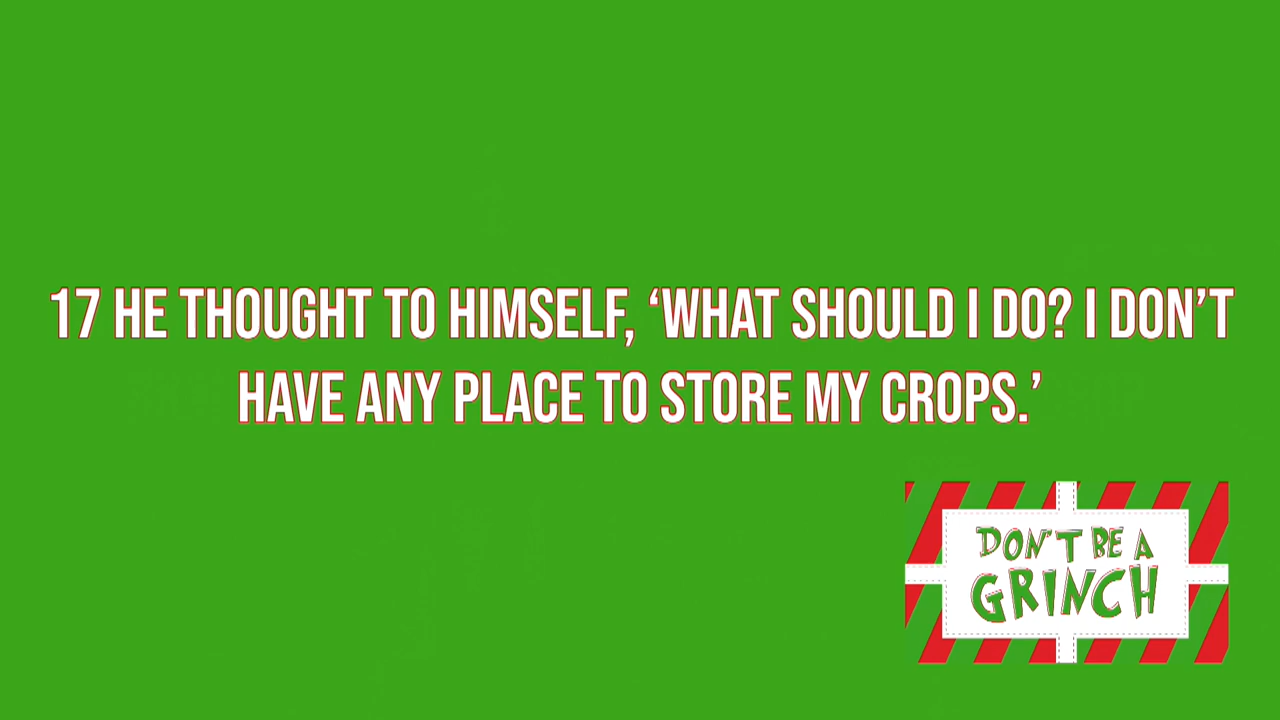 17 HE THOUGHT TO HIMSELF, ‘WHAT SHOULD I DO? I DON’T
HAVE ANY PLACE TO STORE MY CROPS.’
DON'T BE A
GRINCH